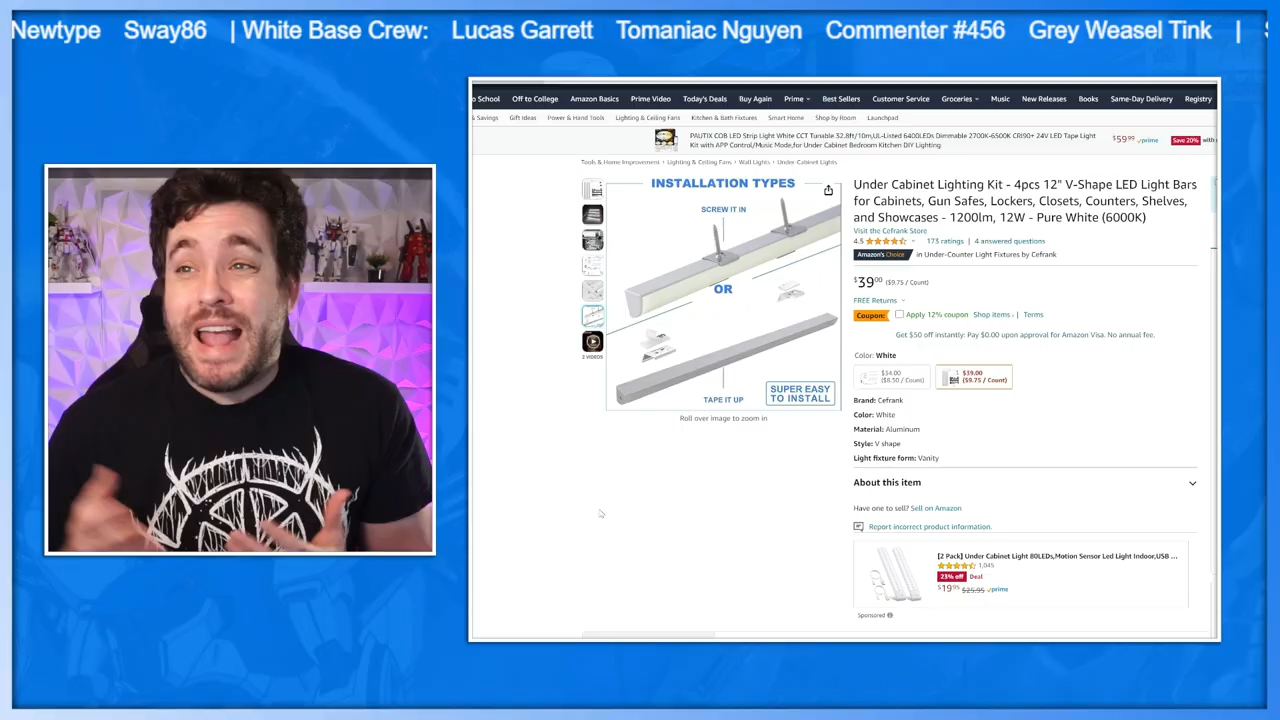 Newtype Sway86 | White Base Crew: Lucas Garrett Tomaniac Nguyen Commenter #456 Grey Weasel Tink |
School Off to College Amazon Basics Prime Video Today's Deals Buy Again Prime Best Sellers Customer Service Groceries Music New Releases Books Same-Day Delivery Registry
& Savings Gift Ideas Power & Hand Tools Lighting & Ceiling Fans Kitchen & Bath Fixtures Smart Home Shop by Room Launchpad
PAUTIX COB LED Strip Light White CCT Tunable 32.8ft/10m,UL-Listed 6400LEDs Dimmable 2700K-6500K CRI90+ 24V LED Tape Light
Kit with APP Control/Music Mode,for Under Cabinet Bedroom Kitchen DIY Lighting
$59.99 prime Save 20% with
Tools & Home Improvement › Lighting & Ceiling Fans › Wall Lights › Under-Cabinet Lights
INSTALLATION TYPES
SCREW IT IN
OR
TAPE IT UP
SUPER EASY
TO INSTALL
2 VIDEOS
Roll over image to zoom in
Under Cabinet Lighting Kit - 4pcs 12" V-Shape LED Light Bars
for Cabinets, Gun Safes, Lockers, Closets, Counters, Shelves,
and Showcases - 1200lm, 12W - Pure White (6000K)
Visit the Cefrank Store
4.5 173 ratings | 4 answered questions
Amazon's Choice in Under-Counter Light Fixtures by Cefrank
$39.00 ($9.75 / Count)
FREE Returns
Coupon: Apply 12% coupon Shop items › | Terms
Get $50 off instantly: Pay $0.00 upon approval for Amazon Visa. No annual fee.
Color: White
$34.00
($8.50 / Count)
$39.00
($9.75 / Count)
Brand: Cefrank
Color: White
Material: Aluminum
Style: V shape
Light fixture form: Vanity
About this item
Have one to sell? Sell on Amazon
Report incorrect product information.
[2 Pack] Under Cabinet Light 80LEDs,Motion Sensor Led Light Indoor,USB ...
1,045
23% off Deal
$19.95 $25.95 prime
Sponsored